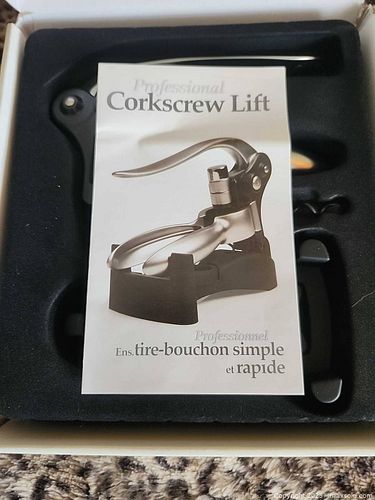 Professional
Corkscrew Lift
Professionnel
Ens. tire-bouchon simple
et rapide